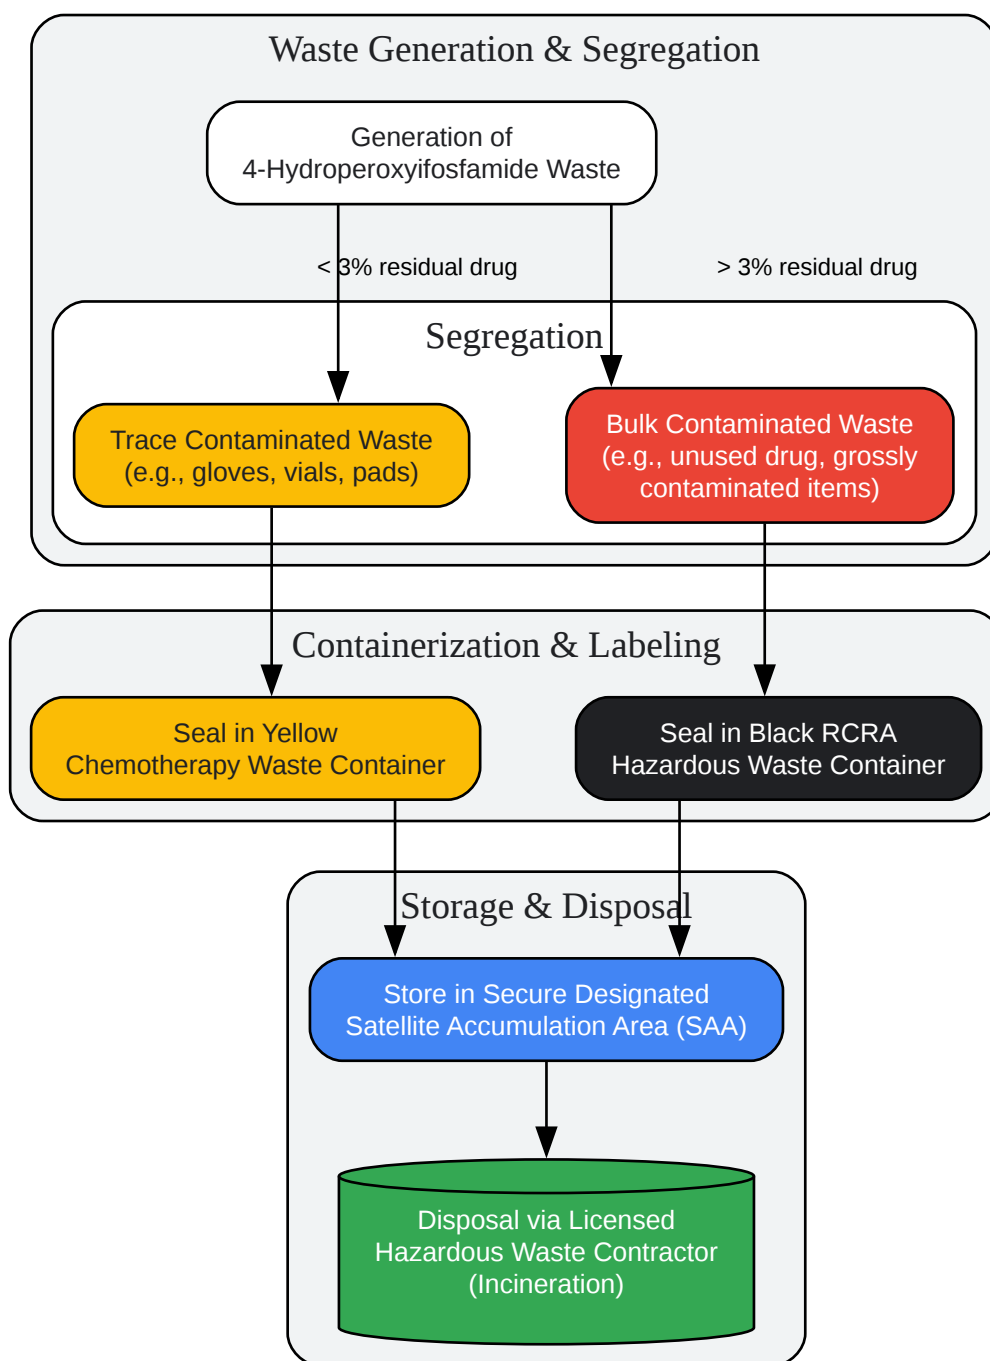 Waste Generation & Segregation
Generation of
4-Hydroperoxyifosfamide Waste
< 3% residual drug
> 3% residual drug
Segregation
Trace Contaminated Waste
(e.g., gloves, vials, pads)
Bulk Contaminated Waste
(e.g., unused drug, grossly
contaminated items)
Containerization & Labeling
Seal in Yellow
Chemotherapy Waste Container
Seal in Black RCRA
Hazardous Waste Container
Storage & Disposal
Store in Secure Designated
Satellite Accumulation Area (SAA)
Disposal via Licensed
Hazardous Waste Contractor
(Incineration)